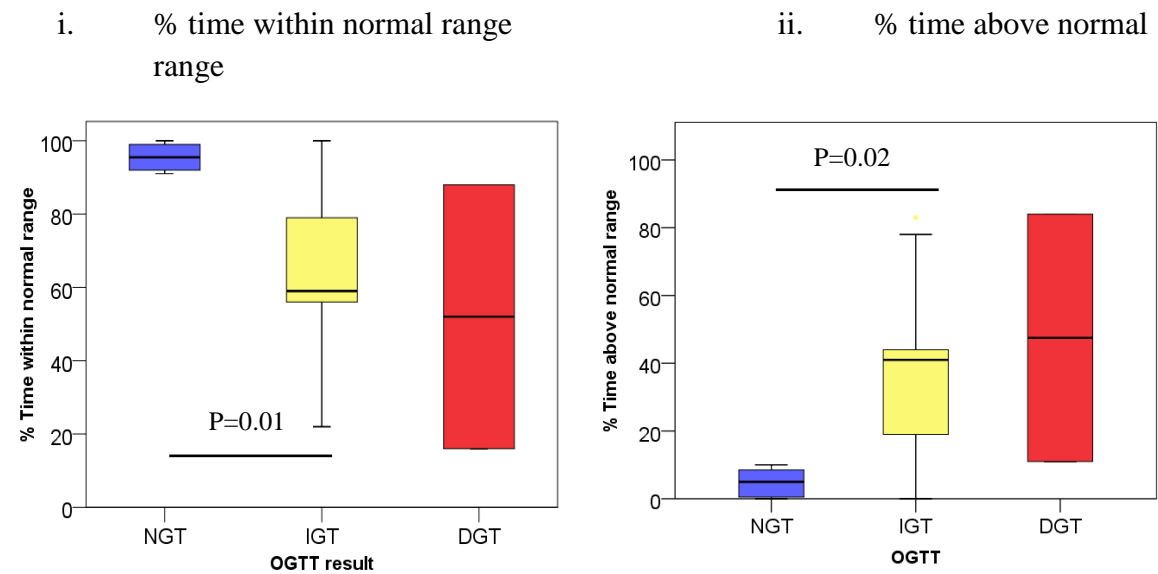 i. % time within normal range
range
ii. % time above normal
% Time within normal range
100
80
60
40
20
0
P=0.01
NGT IGT DGT
OGTT result
% Time above normal range
100
80
60
40
20
0
P=0.02
NGT IGT DGT
OGTT